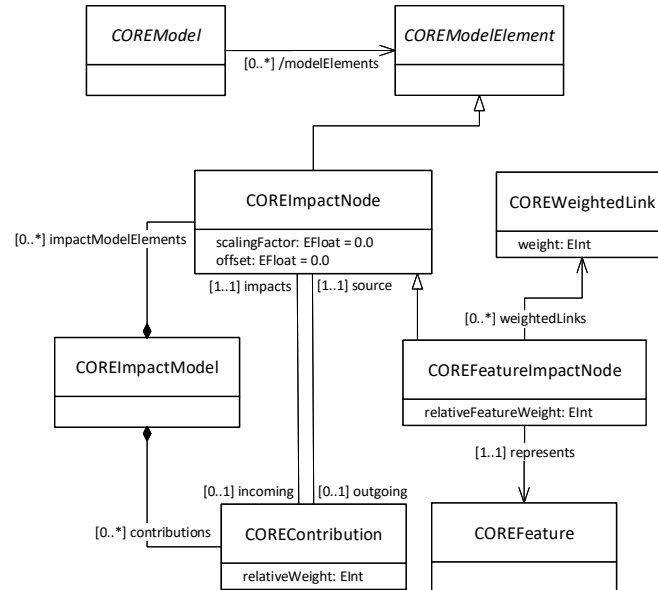 COREModel
COREModelElement
[0..*] /modelElements
COREImpactNode
scalingFactor: EFloat = 0.0
offset: EFloat = 0.0
COREWeightedLink
weight: EInt
[0..*] impactModelElements
[1..1] impacts
[1..1] source
[0..*] weightedLinks
COREImpactModel
COREFeatureImpactNode
relativeFeatureWeight: EInt
[1..1] represents
[0..1] incoming
[0..1] outgoing
[0..*] contributions
COREContribution
relativeWeight: EInt
COREFeature